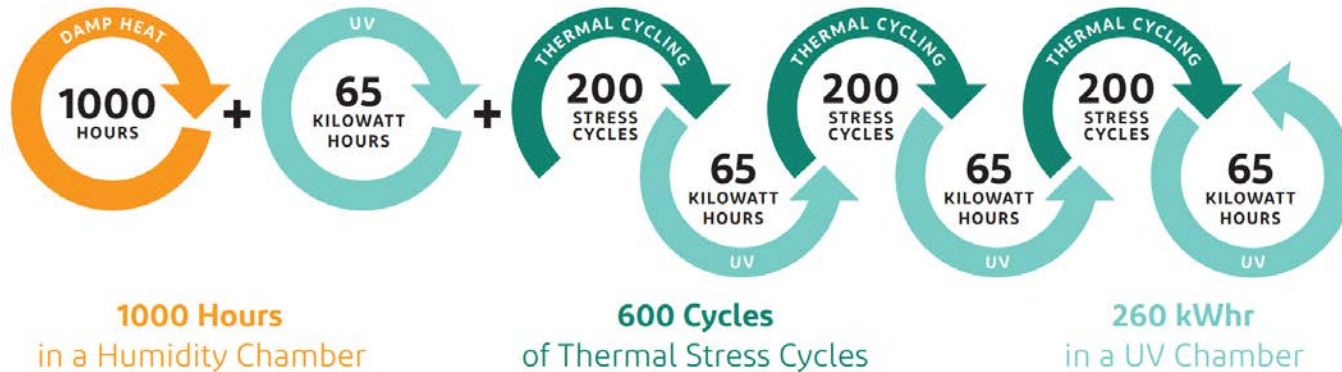 DAMP HEAT
1000
HOURS
+
UV
65
KILOWATT
HOURS
+
THERMAL CYCLING
200
STRESS
CYCLES
65
KILOWATT
HOURS
UV
THERMAL CYCLING
200
STRESS
CYCLES
65
KILOWATT
HOURS
UV
THERMAL CYCLING
200
STRESS
CYCLES
65
KILOWATT
HOURS
UV
1000 Hours
in a Humidity Chamber
600 Cycles
of Thermal Stress Cycles
260 kWhr
in a UV Chamber